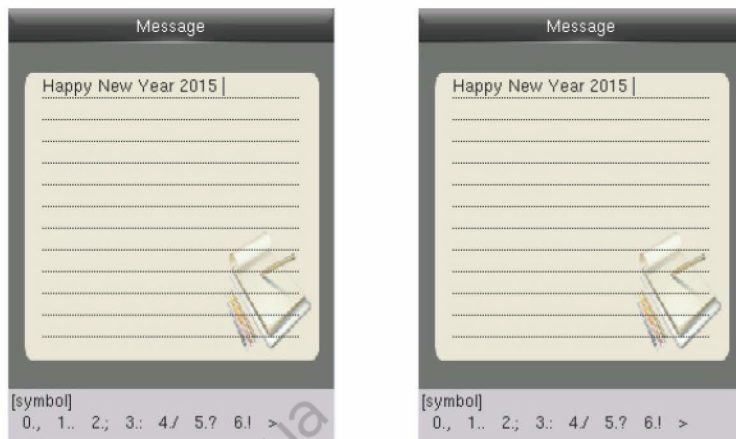 Message
Happy New Year 2015
[symbol]
0., 1.. 2.; 3.: 4./ 5.? 6.! >
Message
Happy New Year 2015
[symbol]
0., 1.. 2.; 3.: 4./ 5.? 6.! >